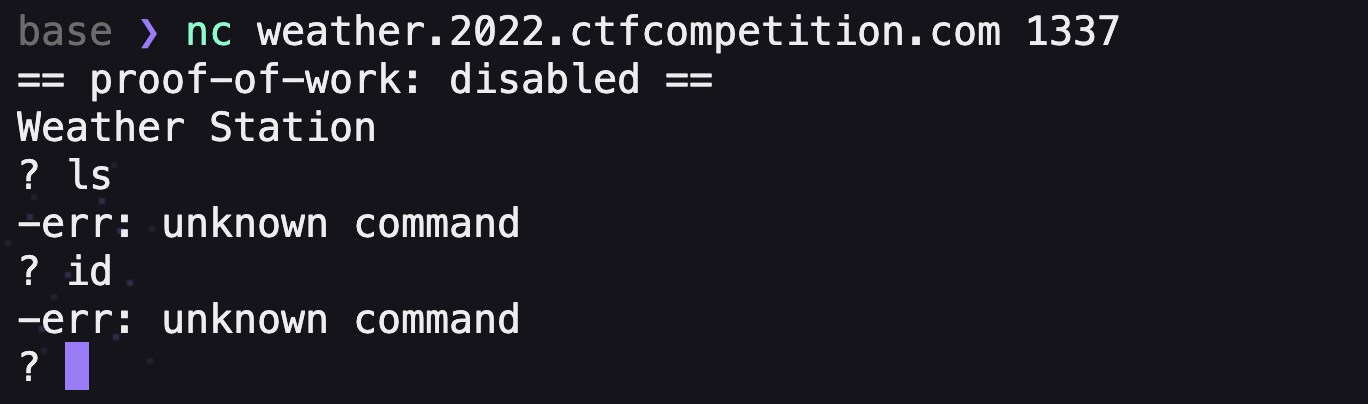 base ❯ nc weather.2022.ctfcompetition.com 1337
== proof-of-work: disabled ==
Weather Station
? ls
-err: unknown command
? id
-err: unknown command
?